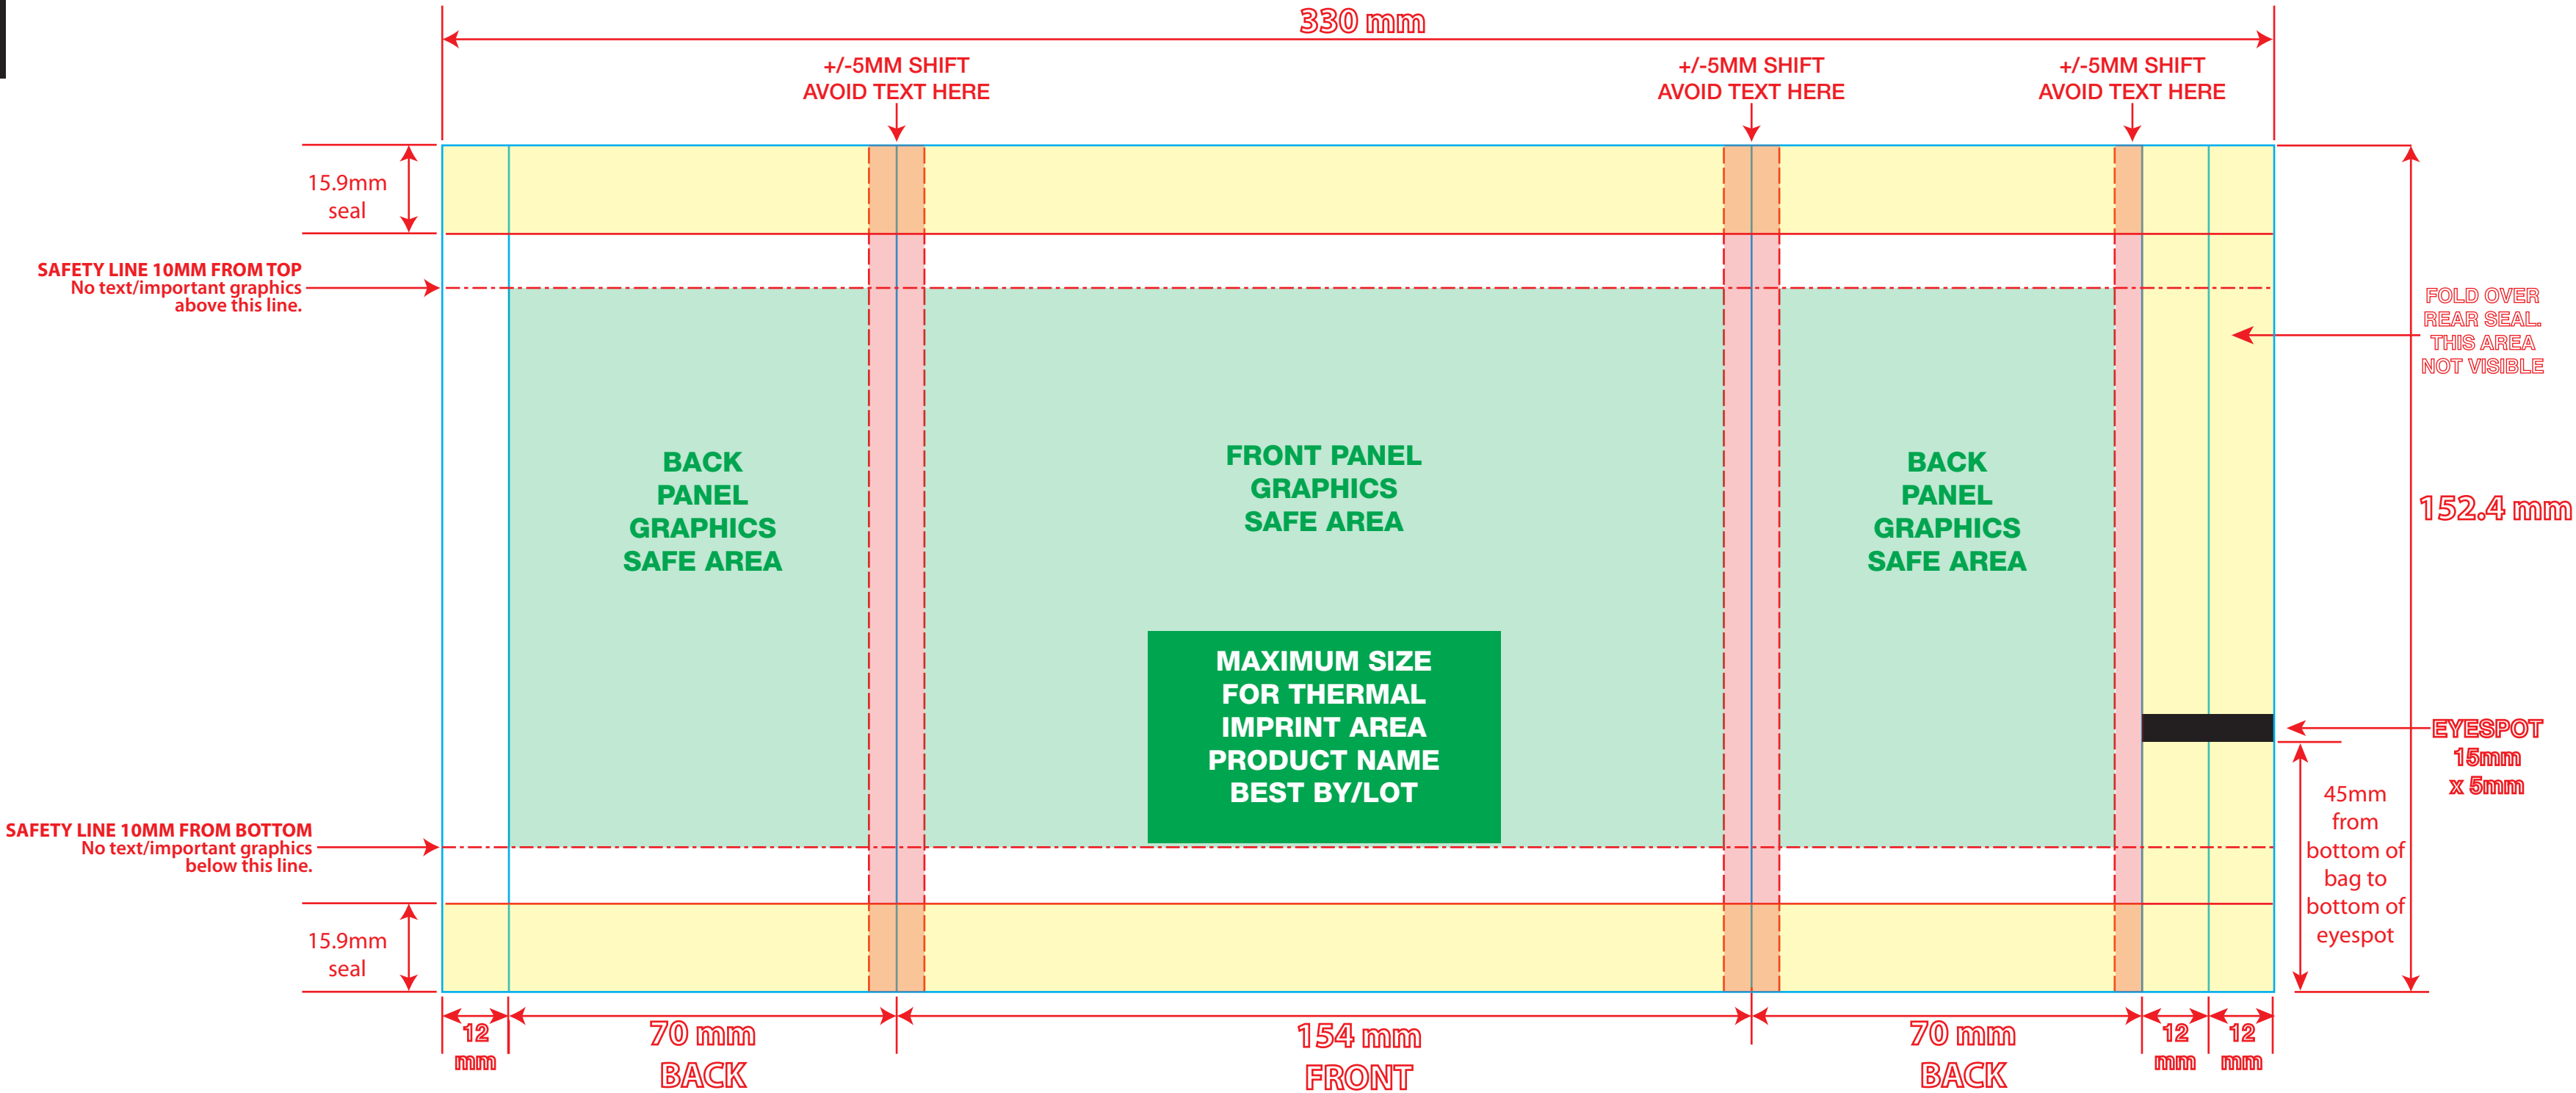 330 mm
+/-5MM SHIFT
AVOID TEXT HERE
+/-5MM SHIFT
AVOID TEXT HERE
+/-5MM SHIFT
AVOID TEXT HERE
15.9mm
seal
SAFETY LINE 10MM FROM TOP
No text/important graphics
above this line.
FOLD OVER
REAR SEAL.
THIS AREA
NOT VISIBLE
BACK
PANEL
GRAPHICS
SAFE AREA
FRONT PANEL
GRAPHICS
SAFE AREA
BACK
PANEL
GRAPHICS
SAFE AREA
152.4 mm
MAXIMUM SIZE
FOR THERMAL
IMPRINT AREA
PRODUCT NAME
BEST BY/LOT
EYESPOT
15mm
x 5mm
45mm
from
bottom of
bag to
bottom of
eyespot
SAFETY LINE 10MM FROM BOTTOM
No text/important graphics
below this line.
15.9mm
seal
12
mm
70 mm
BACK
154 mm
FRONT
70 mm
BACK
12
mm
12
mm